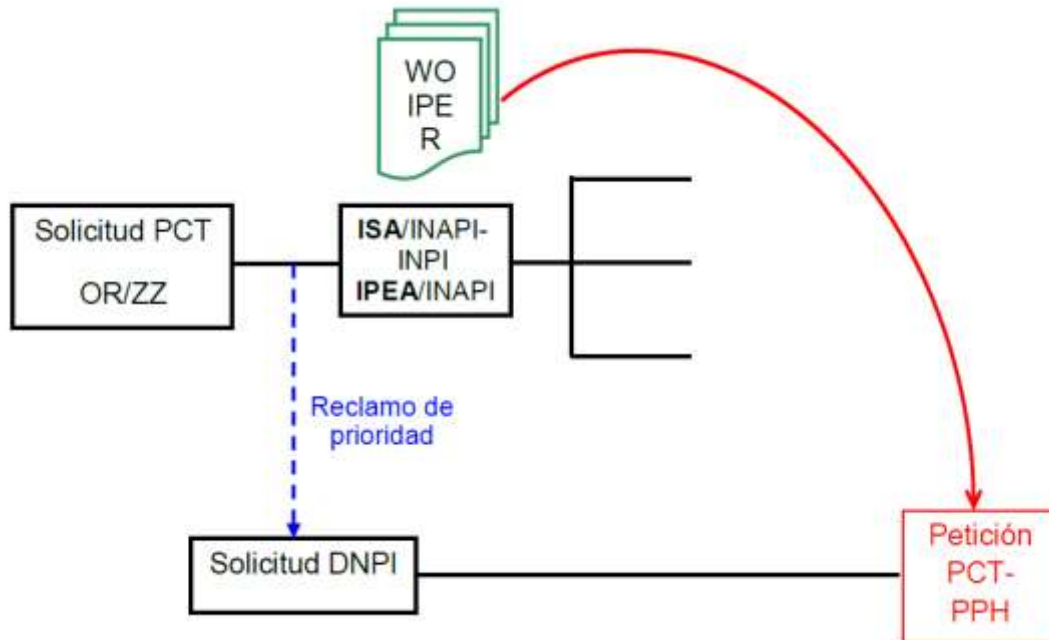 WO
IPE
R
Solicitud PCT
OR/ZZ
ISA/INAPI-
INPI
IPEA/INAPI
Reclamo de
prioridad
Solicitud DNPI
Petición
PCT-
PPH